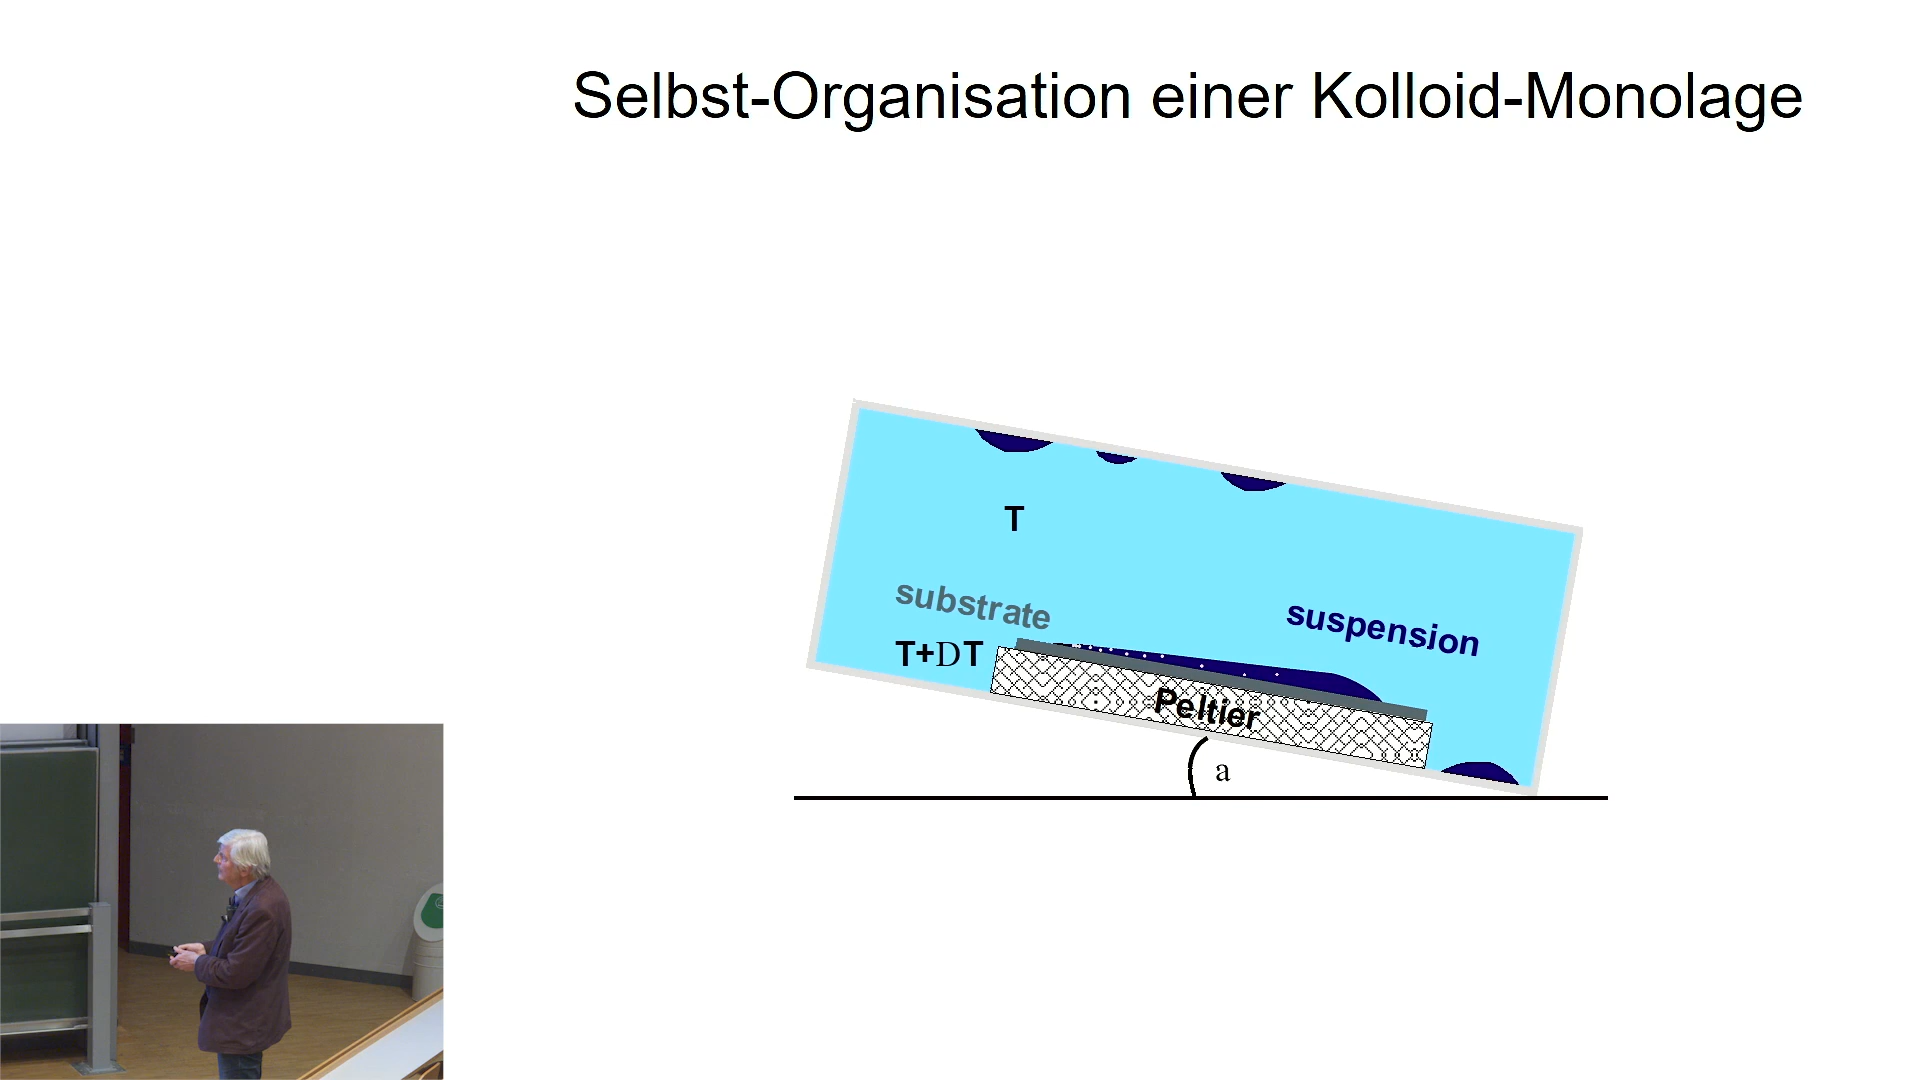 Selbst-Organisation einer Kolloid-Monolage
T
substrate
suspension
T+DT
Peltier
a